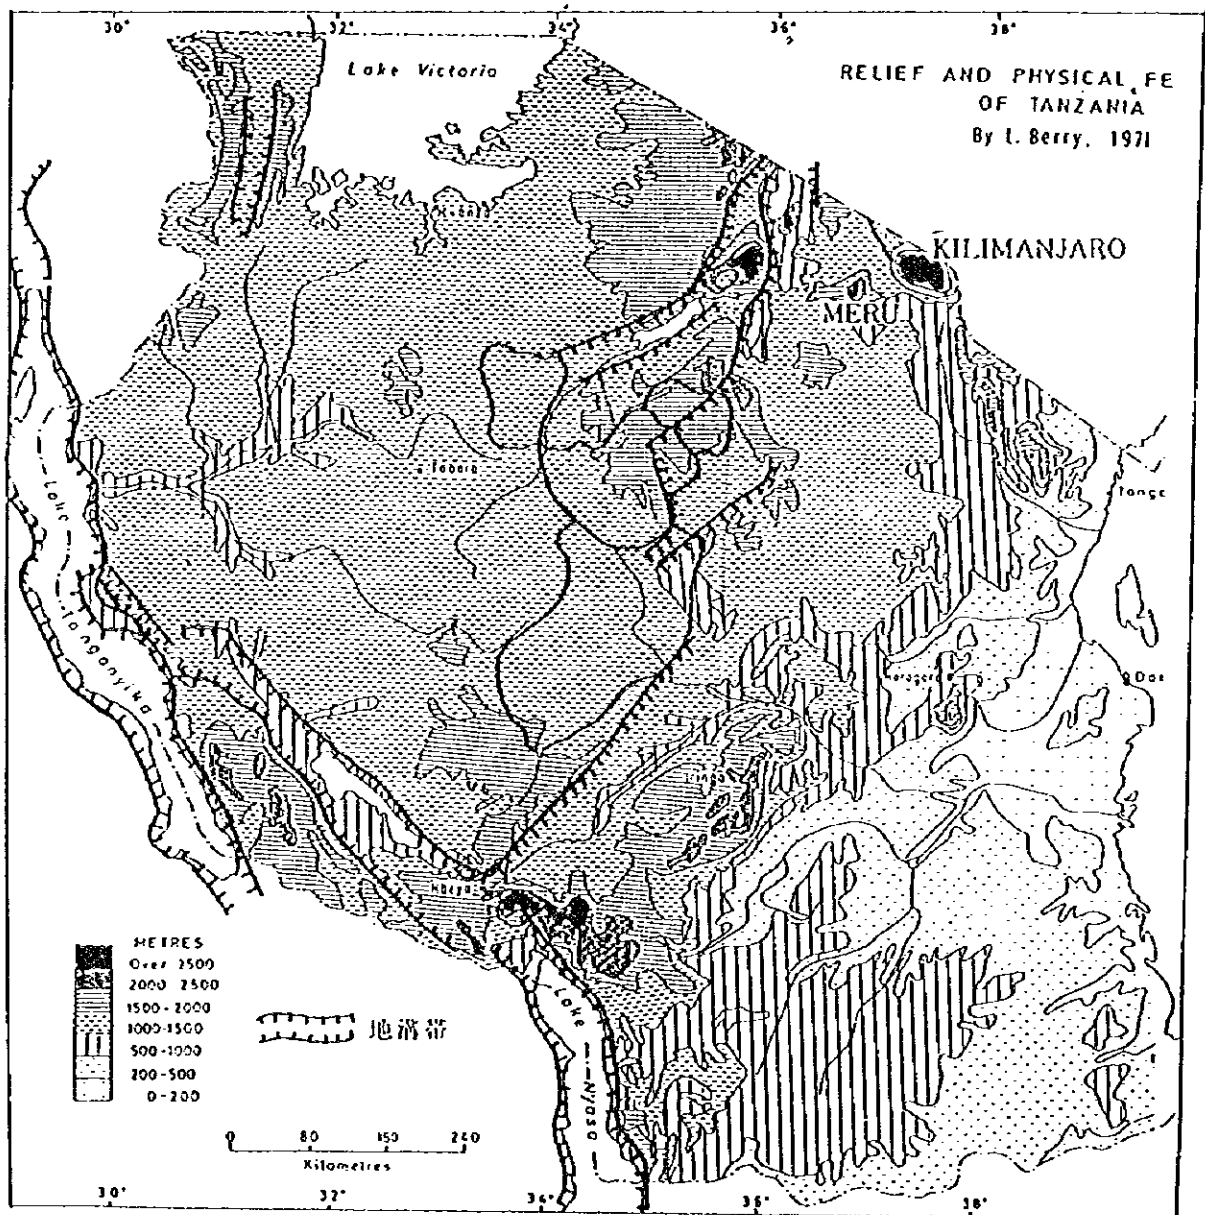 30°
32°
34°
36°
38°
Lake Victoria
RELIEF AND PHYSICAL FE
OF TANZANIA
By L. Berry, 1971
KILIMANJARO
MERU
Tabora
Tanga
Lake
Tanganyika
Dae
Mbeya
METRES
Over 2500
2000-2500
1500-2000
1000-1500
500-1000
200-500
0-200
地溝帯
Lake
Nyasa
0 80 160 240
Kilometres
30°
32°
34°
36°
38°